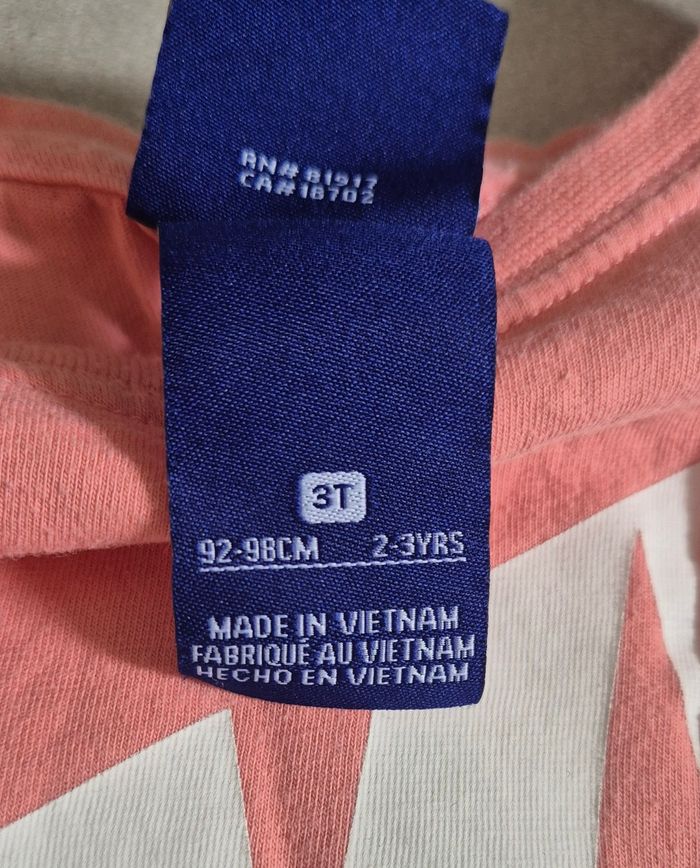 RN# 81917
CA#18702
3T
92-98CM 2-3YRS
MADE IN VIETNAM
FABRIQUÉ AU VIETNAM
HECHO EN VIETNAM